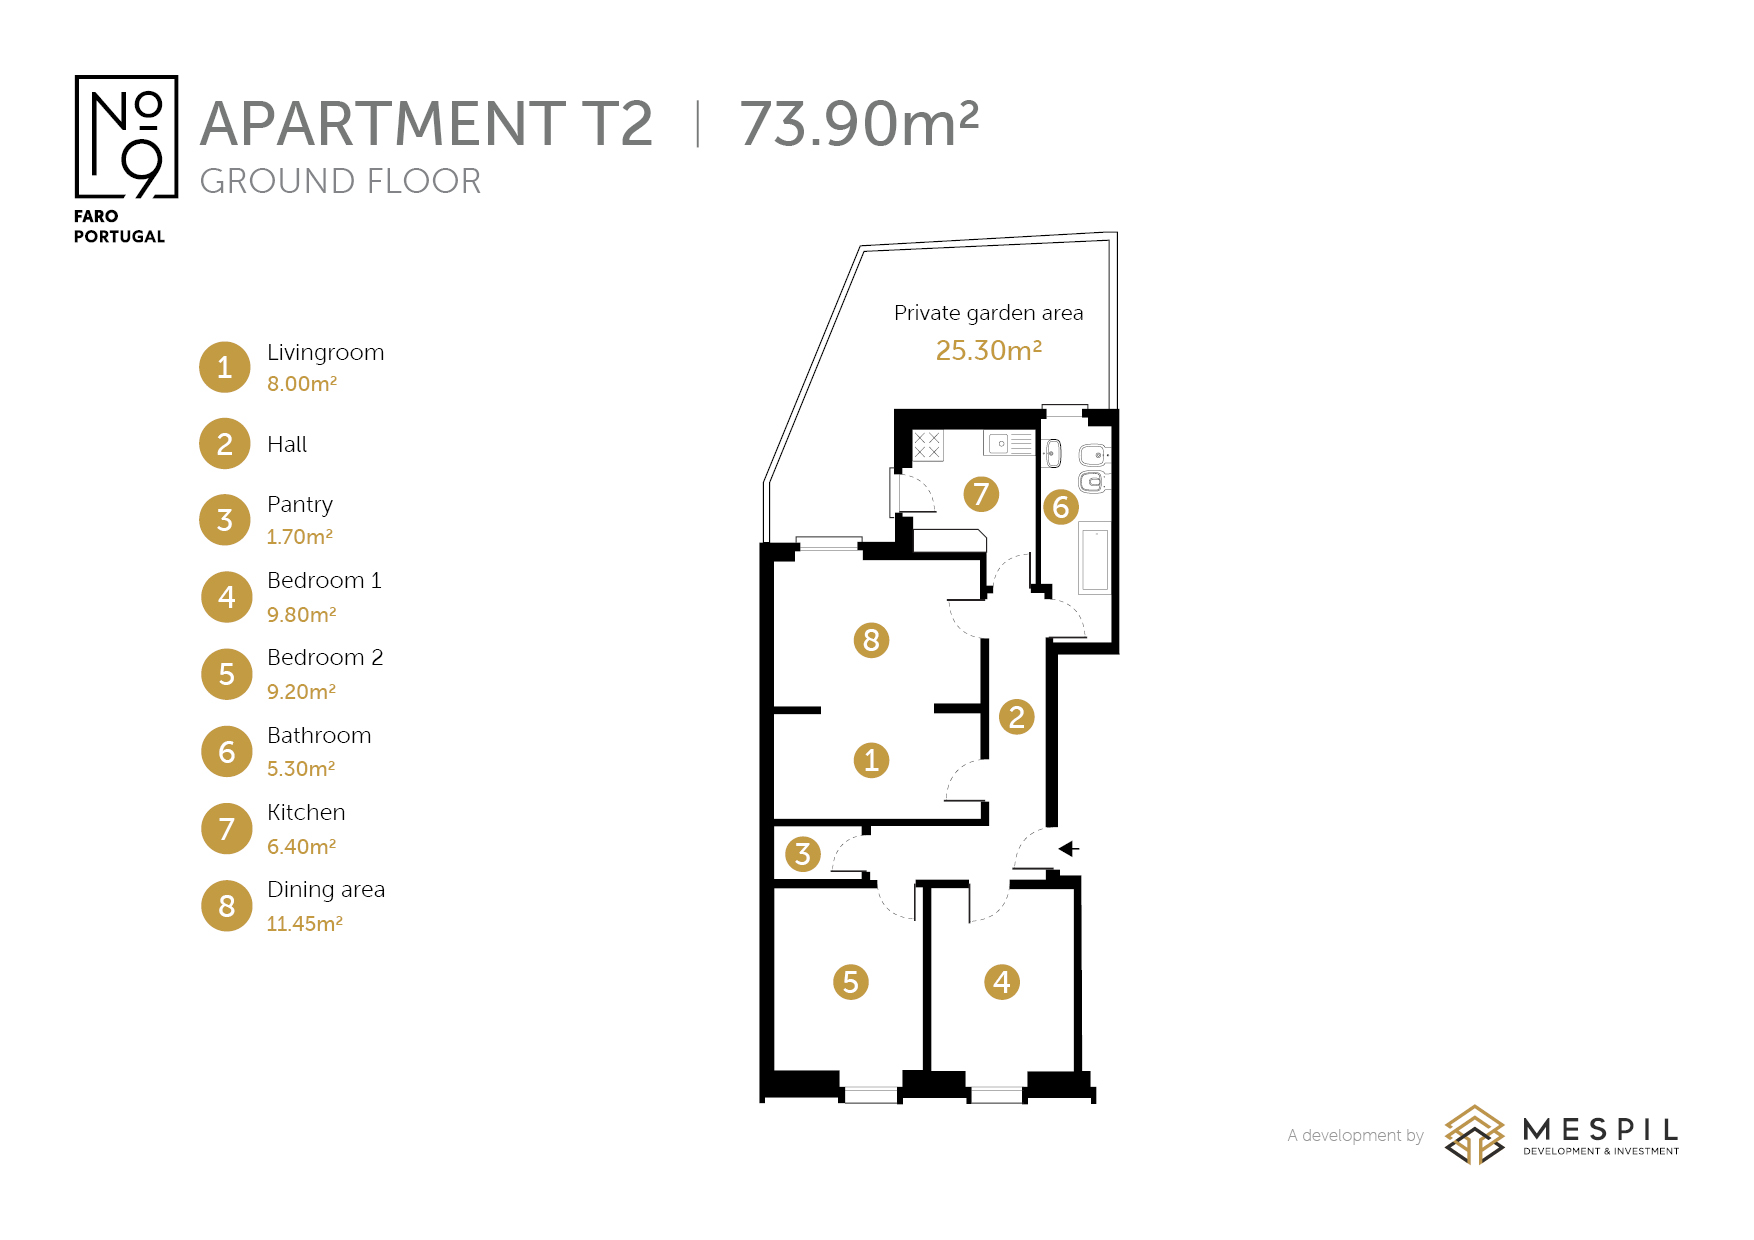 Nº
9
FARO
PORTUGAL
APARTMENT T2 | 73.90m²
GROUND FLOOR
1
Livingroom
8.00m²
2
Hall
3
Pantry
1.70m²
4
Bedroom 1
9.80m²
5
Bedroom 2
9.20m²
6
Bathroom
5.30m²
7
Kitchen
6.40m²
8
Dining area
11.45m²
Private garden area
25.30m²
7
6
8
2
1
3
5
4
A development by
MESPIL
DEVELOPMENT & INVESTMENT